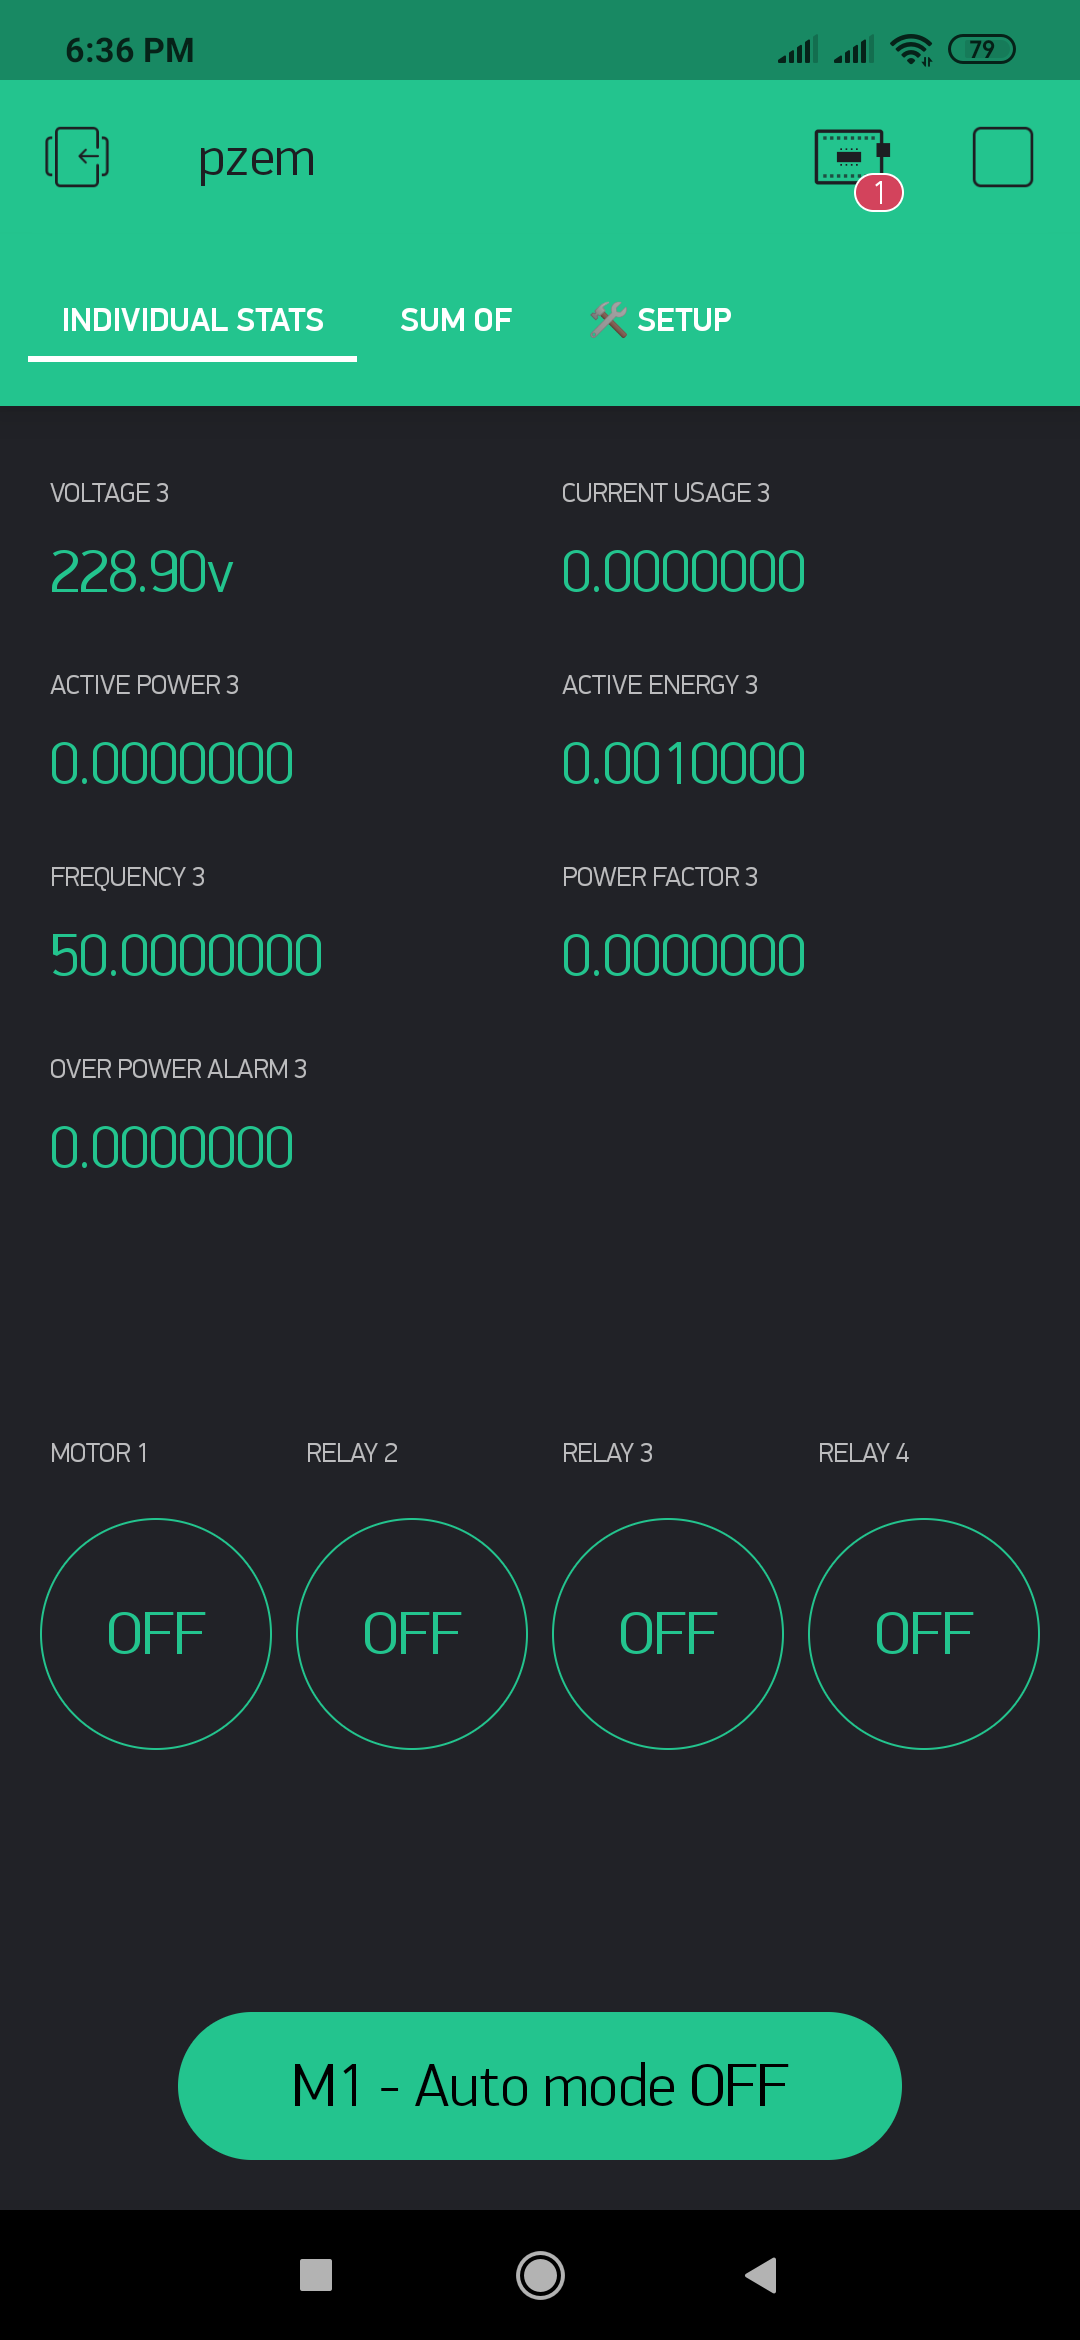 6:36 PM 79
pzem 1
INDIVIDUAL STATS SUM OF SETUP
VOLTAGE 3 CURRENT USAGE 3
228.90v 0.0000000
ACTIVE POWER 3 ACTIVE ENERGY 3
0.0000000 0.0010000
FREQUENCY 3 POWER FACTOR 3
50.0000000 0.0000000
OVER POWER ALARM 3
0.0000000
MOTOR 1 RELAY 2 RELAY 3 RELAY 4
OFF OFF OFF OFF
M1 - Auto mode OFF